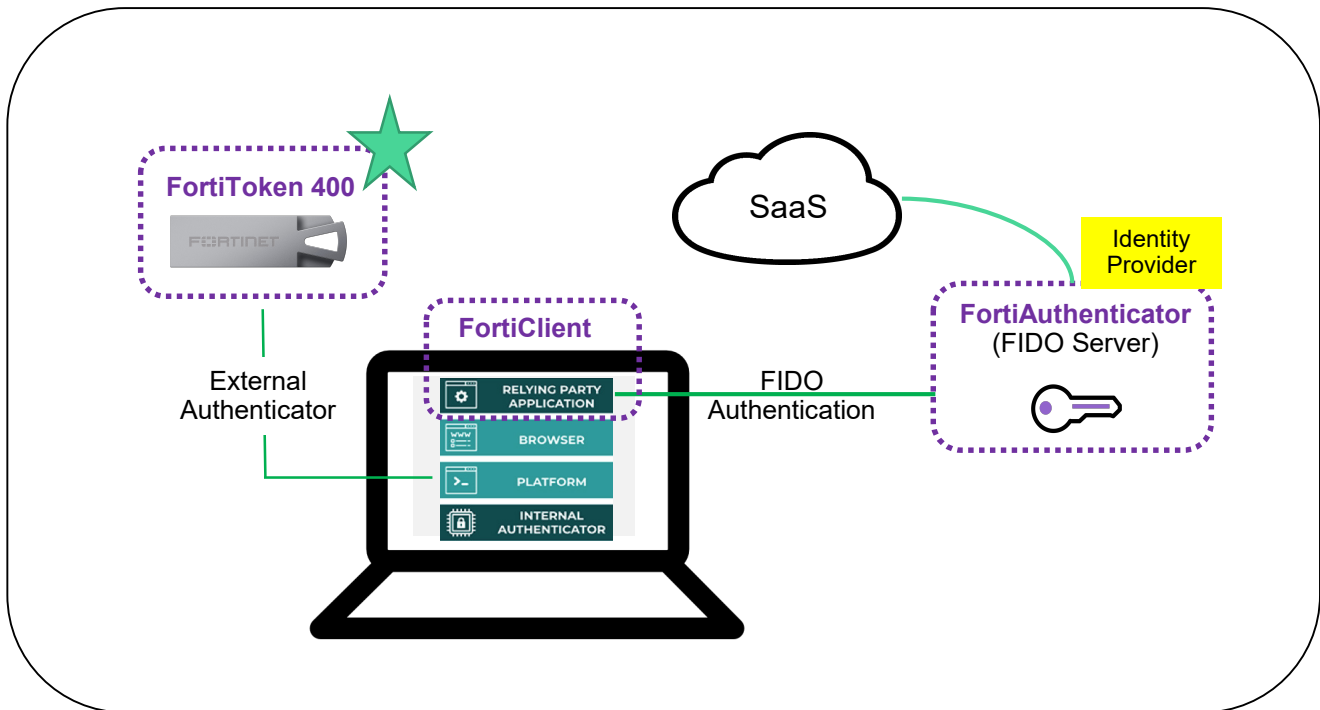 FortiToken 400
FORTINET
External
Authenticator
FortiClient
RELYING PARTY
APPLICATION
WWW
BROWSER
PLATFORM
INTERNAL
AUTHENTICATOR
FIDO
Authentication
SaaS
Identity
Provider
FortiAuthenticator
(FIDO Server)